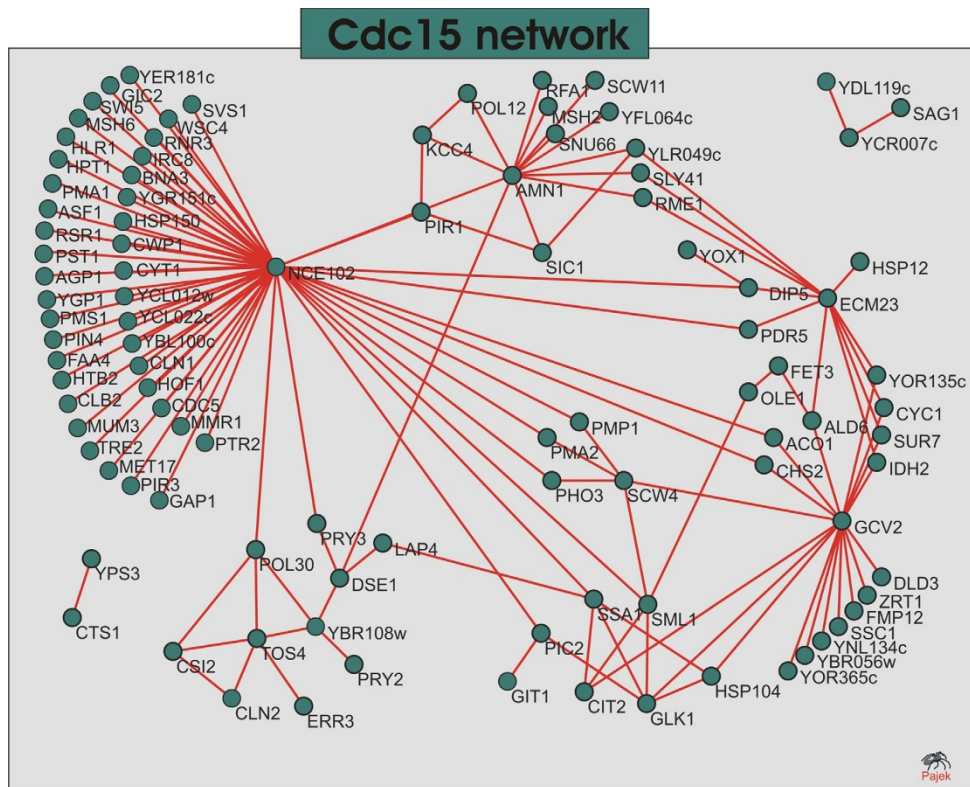 Cdc15 network
YER181c
GIC2
SWI5
MSH6
HLR1
HPT1
PMA1
ASF1
RSR1
PST1
AGP1
YGP1
PMS1
PIN4
FAA4
HTB2
CLB2
MUM3
TRE2
MET17
PIR3
GAP1
SVS1
WSC4
RNR3
IRC8
BNA3
YGR151c
HSP150
CWP1
CYT1
YCL012w
YCL022c
YBL100c
CLN1
HOF1
CDC5
MMR1
PTR2
NCE102
POL12
KCC4
PIR1
AMN1
SIC1
RFA1
MSH2
SNU66
SCW11
YFL064c
YLR049c
SLY41
RME1
YDL119c
SAG1
YCR007c
YOX1
DIP5
PDR5
HSP12
ECM23
FET3
OLE1
ALD6
ACO1
CHS2
YOR135c
CYC1
SUR7
IDH2
PMP1
PMA2
PHO3
SCW4
GCV2
DLD3
ZRT1
FMP12
SSC1
YNL134c
YBR056w
YOR365c
YPS3
CTS1
POL30
PRY3
LAP4
DSE1
YBR108w
TOS4
CSI2
CLN2
ERR3
PRY2
SSA1
SML1
PIC2
GIT1
CIT2
GLK1
HSP104
Pajek